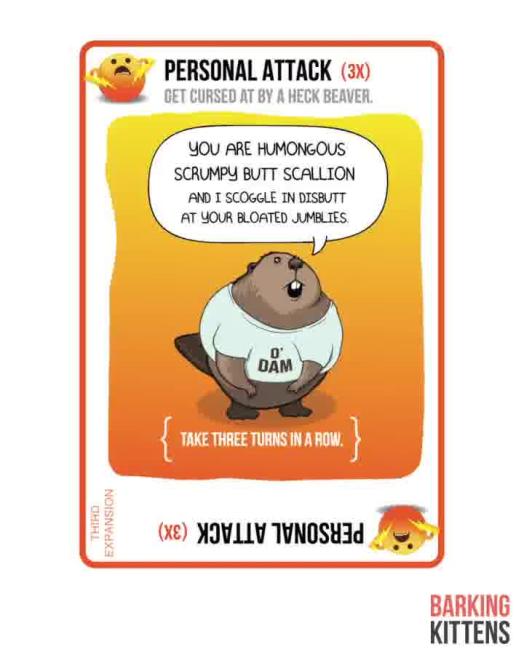 PERSONAL ATTACK (3X)
GET CURSED AT BY A HECK BEAVER.
YOU ARE HUMONGOUS
SCRUMPY BUTT SCALLION
AND I SCOGGLE IN DISBUTT
AT YOUR BLOATED JUMBLIES.
O'
DAM
{ TAKE THREE TURNS IN A ROW. }
THIRD
EXPANSION
PERSONAL ATTACK (3X)
BARKING
KITTENS